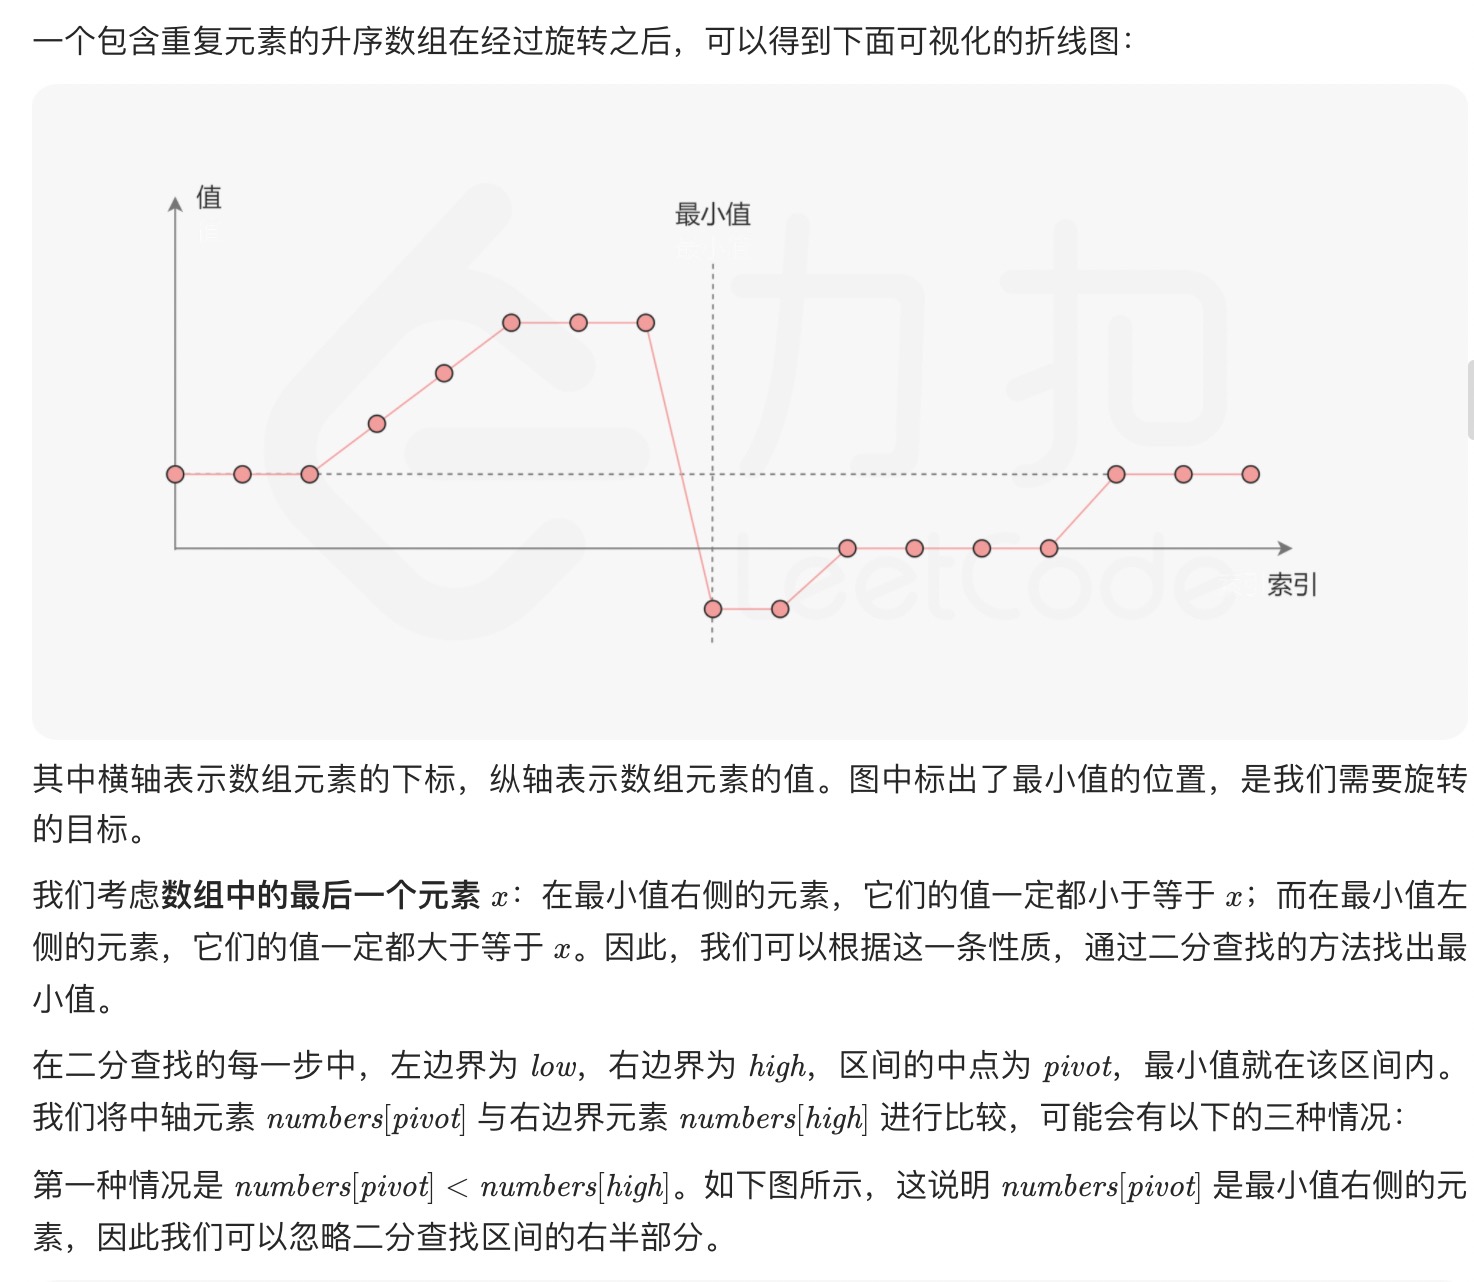 一个包含重复元素的升序数组在经过旋转之后，可以得到下面可视化的折线图：
值
最小值
力扣
LeetCode
索引
其中横轴表示数组元素的下标，纵轴表示数组元素的值。图中标出了最小值的位置，是我们需要旋转
的目标。
我们考虑数组中的最后一个元素 x：在最小值右侧的元素，它们的值一定都小于等于 x；而在最小值左
侧的元素，它们的值一定都大于等于 x。因此，我们可以根据这一条性质，通过二分查找的方法找出最
小值。
在二分查找的每一步中，左边界为 low，右边界为 high，区间的中点为 pivot，最小值就在该区间内。
我们将中轴元素 numbers[pivot] 与右边界元素 numbers[high] 进行比较，可能会有以下的三种情况：
第一种情况是 numbers[pivot] < numbers[high]。如下图所示，这说明 numbers[pivot] 是最小值右侧的元
素，因此我们可以忽略二分查找区间的右半部分。